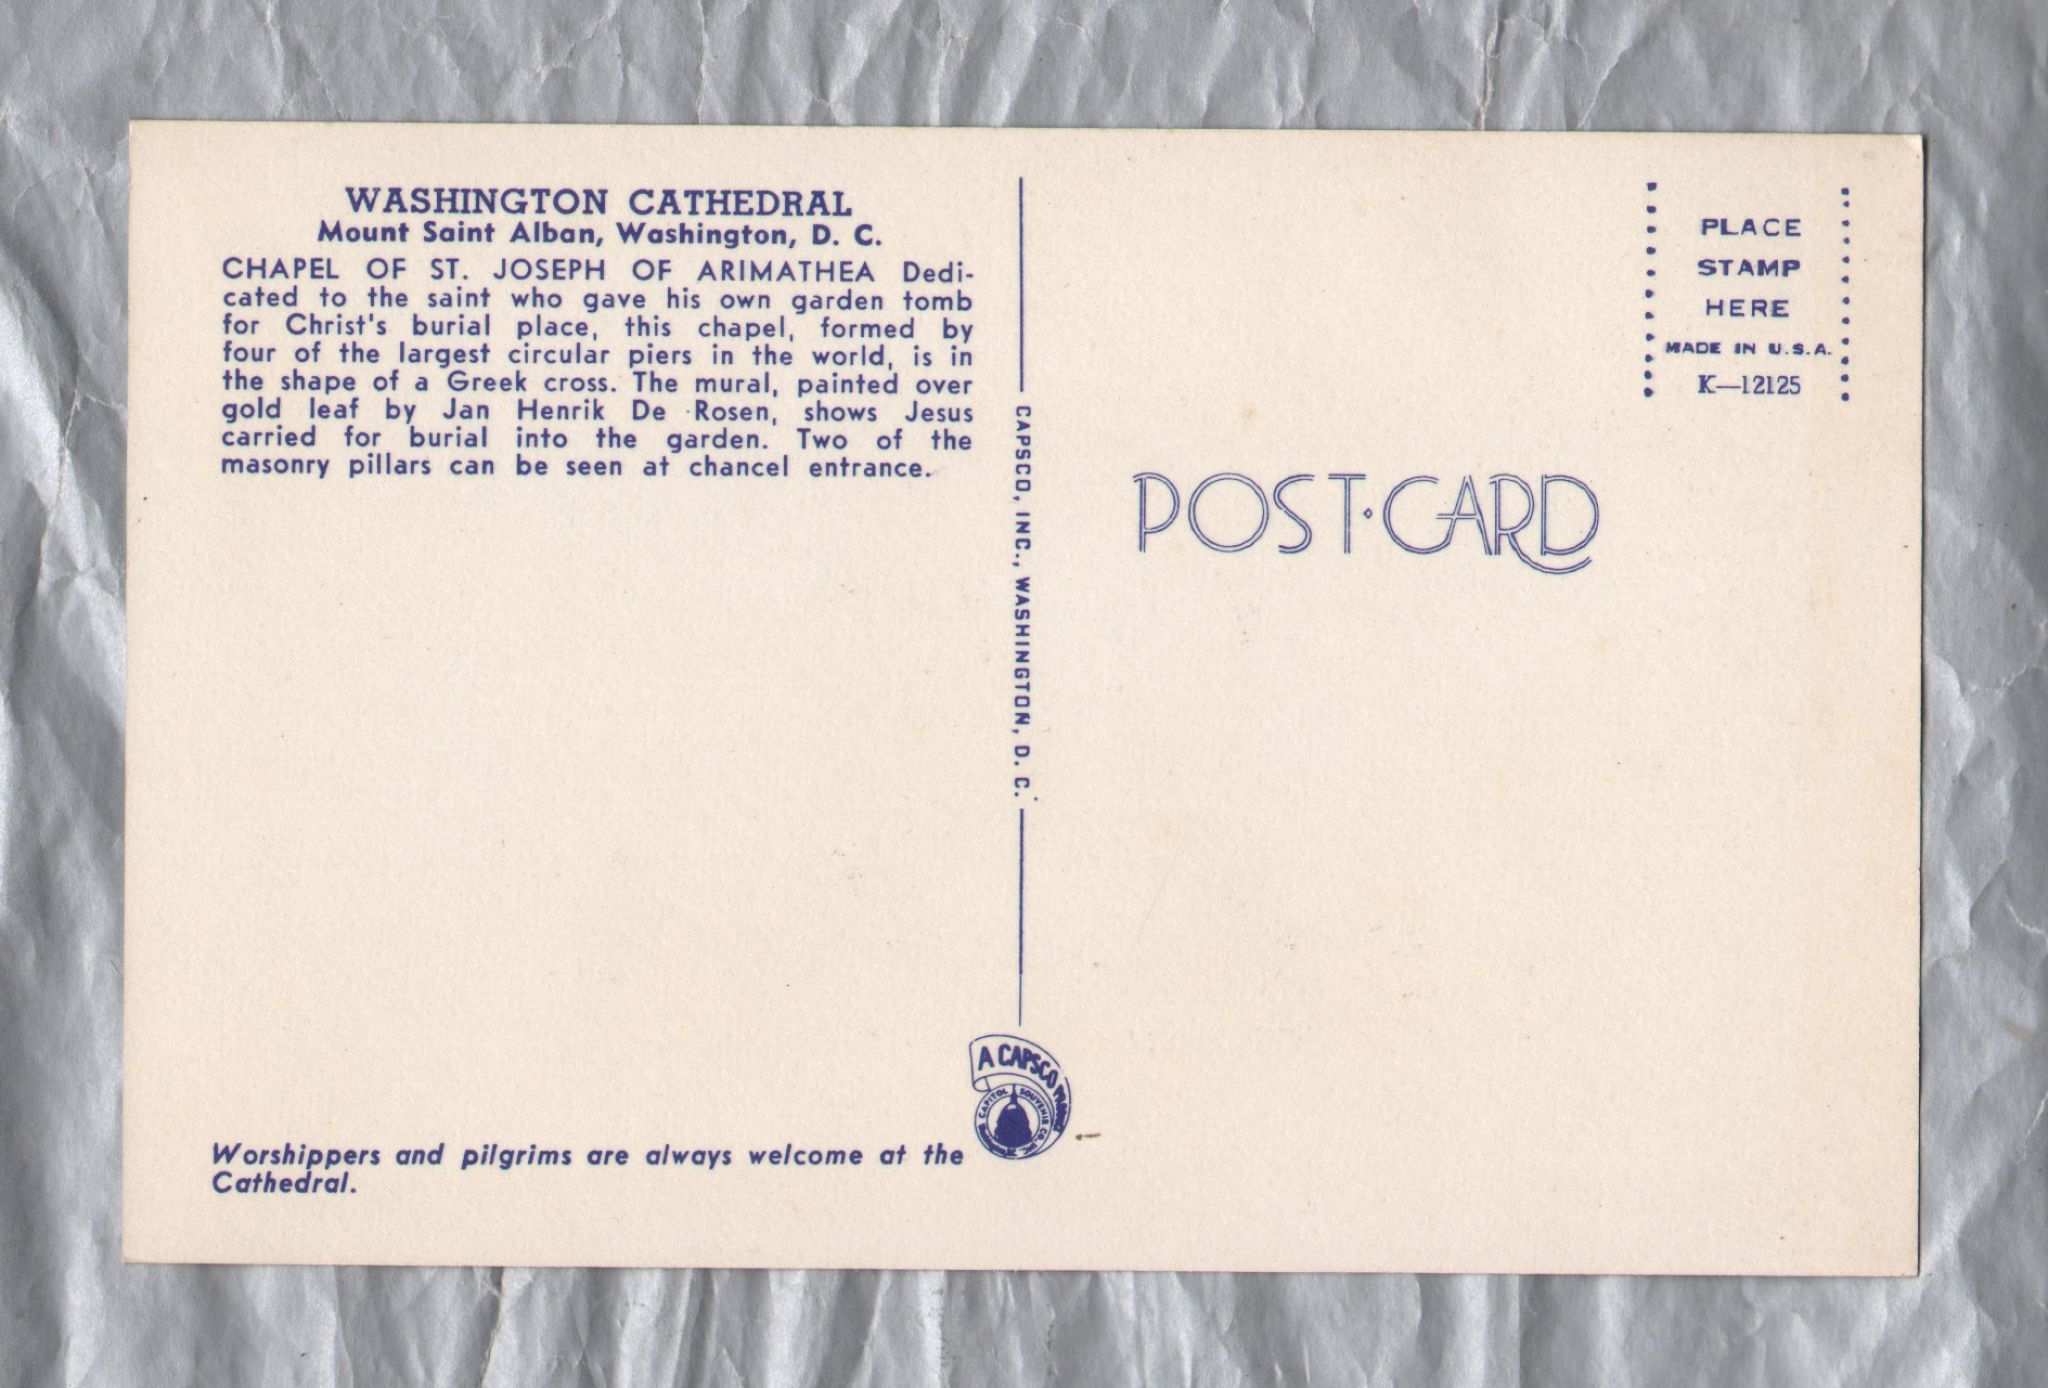 WASHINGTON CATHEDRAL
Mount Saint Alban, Washington, D. C.
CHAPEL OF ST. JOSEPH OF ARIMATHEA Dedi-
cated to the saint who gave his own garden tomb
for Christ's burial place, this chapel, formed by
four of the largest circular piers in the world, is in
the shape of a Greek cross. The mural, painted over
gold leaf by Jan Henrik De Rosen, shows Jesus
carried for burial into the garden. Two of the
masonry pillars can be seen at chancel entrance.
Worshippers and pilgrims are always welcome at the
Cathedral.
CAPSCO, INC., WASHINGTON, D. C.
A CAPSCO PRODUCT
CAPITOL SOUVENIR CO. INC.
PLACE
STAMP
HERE
MADE IN U.S.A.
K—12125
POST·CARD